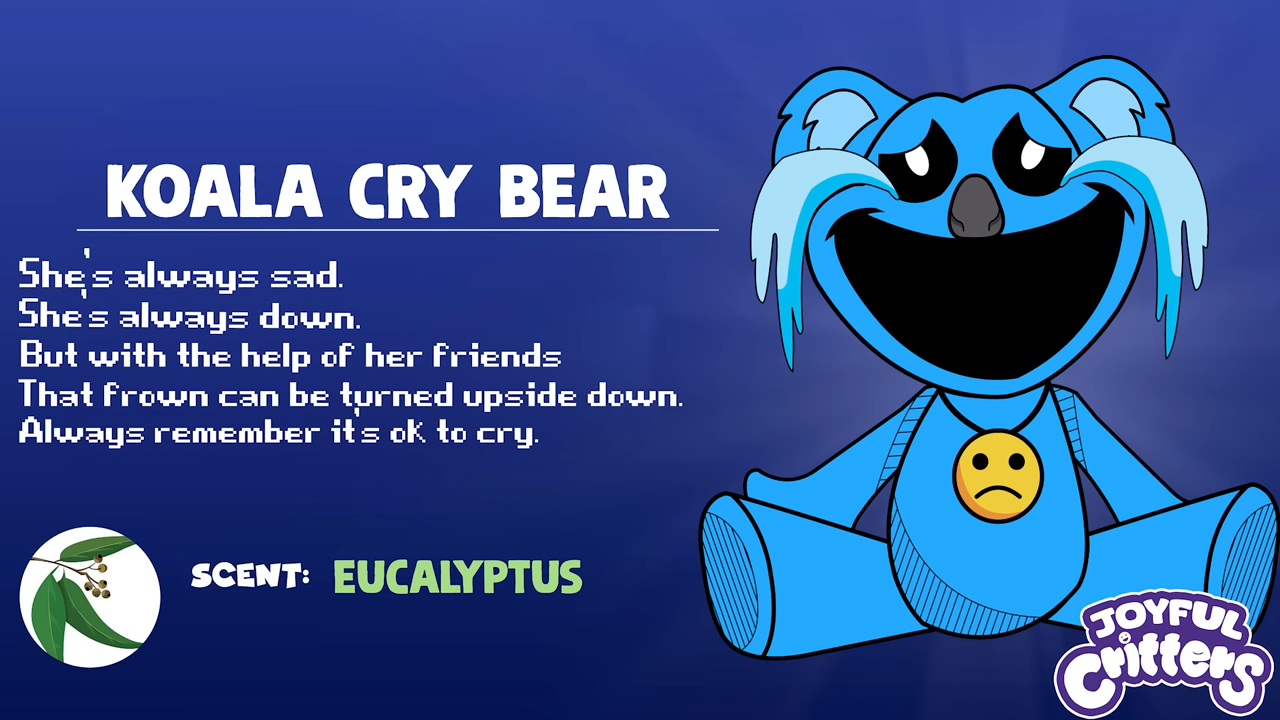 KOALA CRY BEAR
She's always sad.
She's always down.
But with the help of her friends
That frown can be turned upside down.
Always remember it's ok to cry.
SCENT: EUCALYPTUS
JOYFUL
Critters